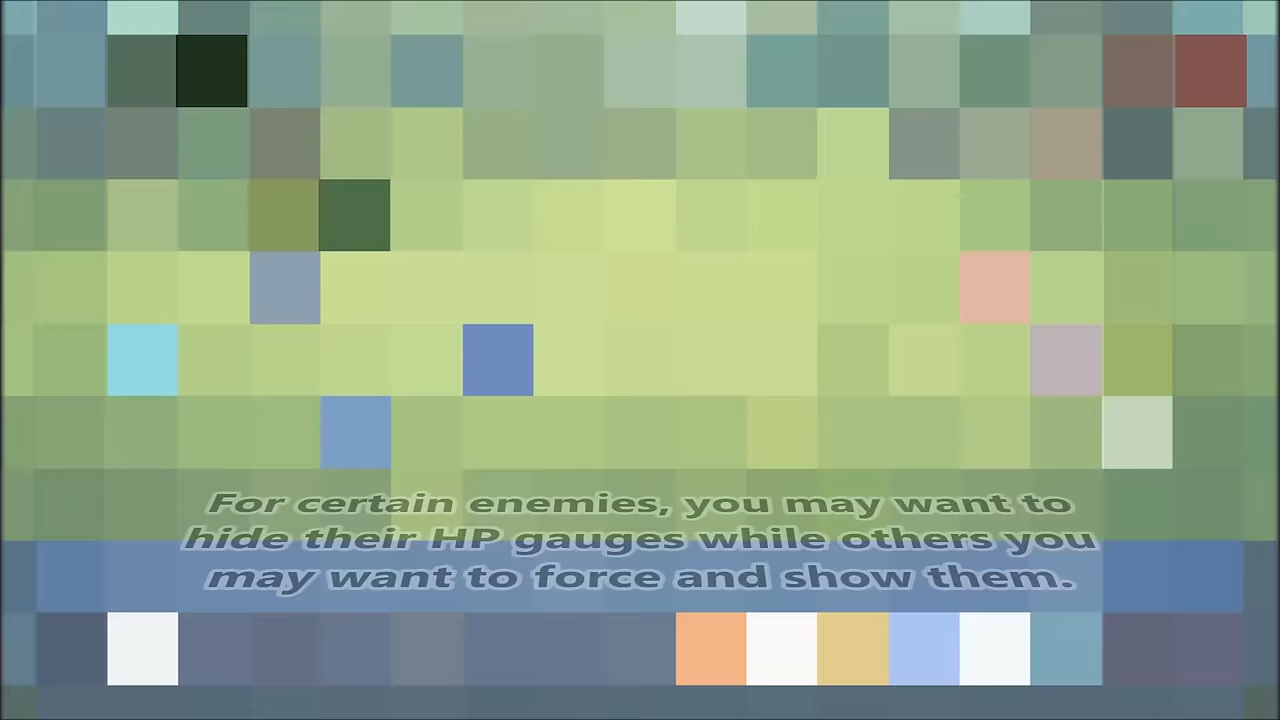 For certain enemies, you may want to
hide their HP gauges while others you
may want to force and show them.